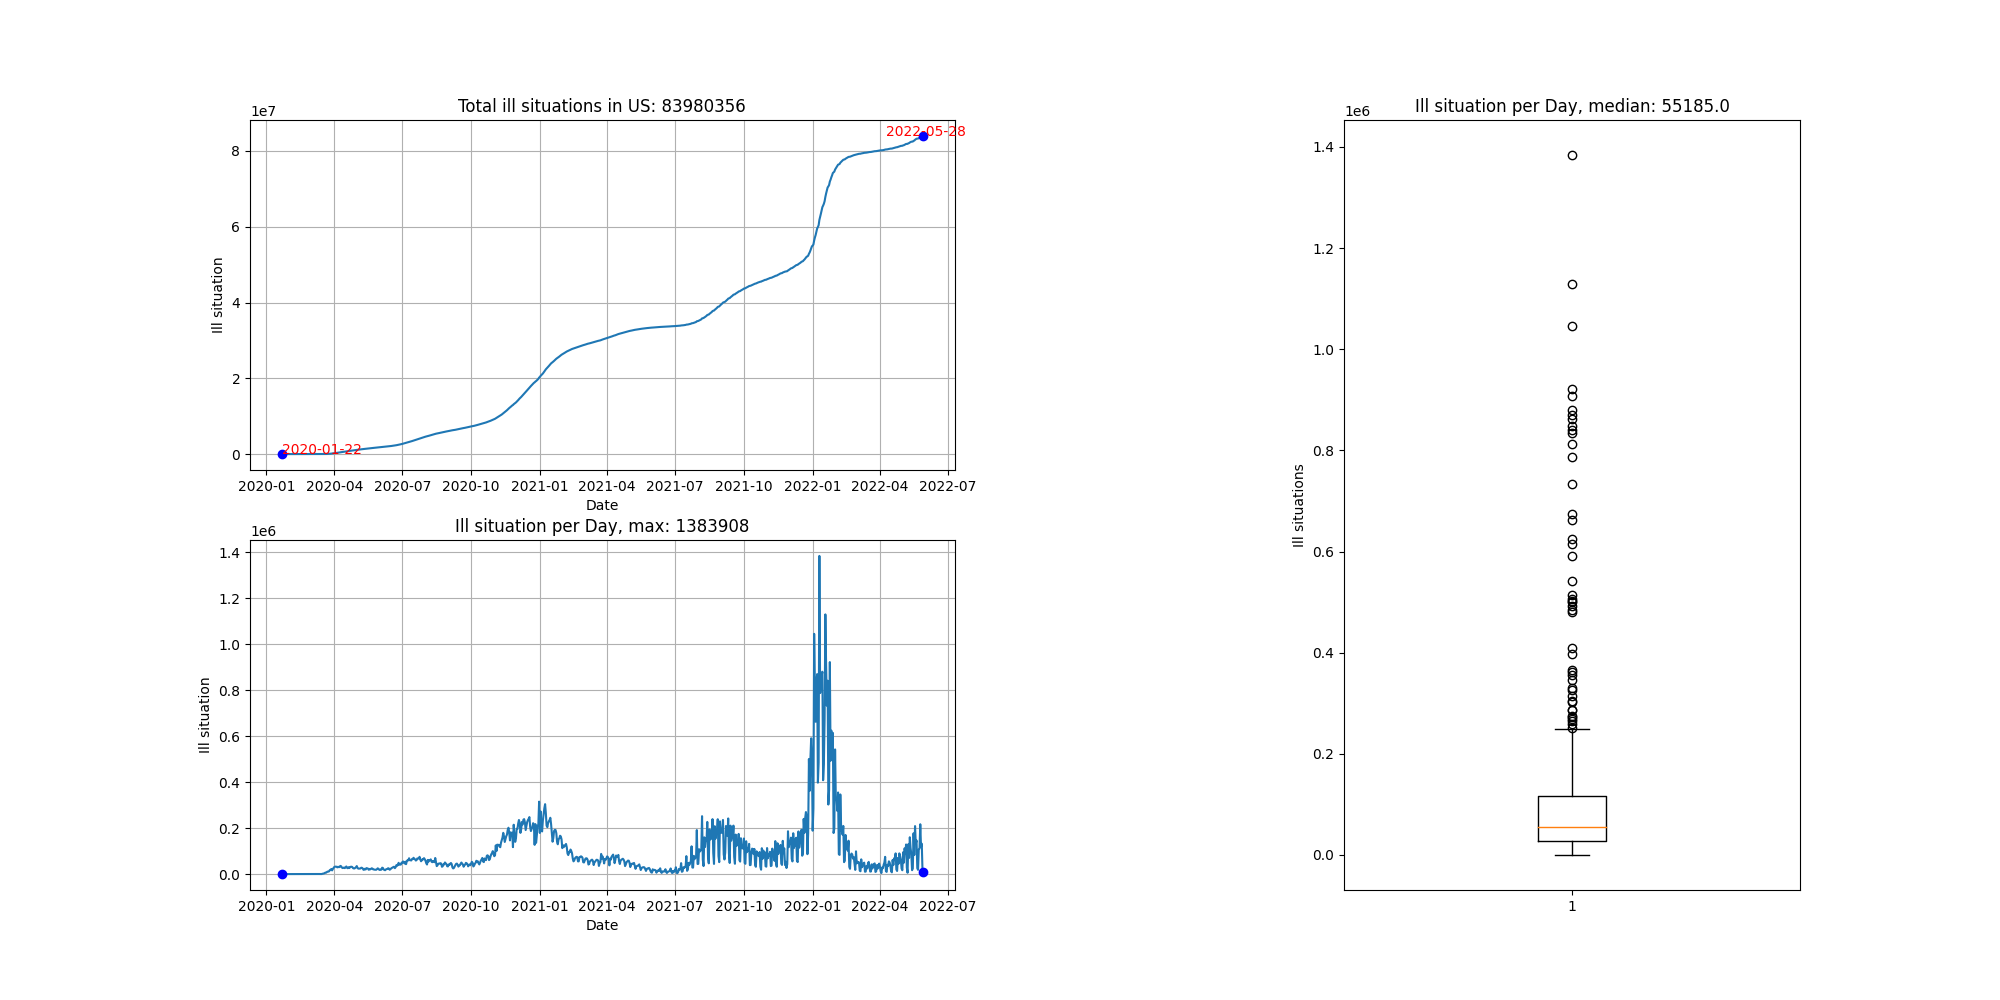 Total ill situations in US: 83980356
1e7
8
6
4
2
0
Ill situation
2022-05-28
2020-01-22
2020-01 2020-04 2020-07 2020-10 2021-01 2021-04 2021-07 2021-10 2022-01 2022-04 2022-07
Date
Ill situation per Day, max: 1383908
1e6
1.4
1.2
1.0
0.8
0.6
0.4
0.2
0.0
Ill situation
2020-01 2020-04 2020-07 2020-10 2021-01 2021-04 2021-07 2021-10 2022-01 2022-04 2022-07
Date
Ill situation per Day, median: 55185.0
1e6
1.4
1.2
1.0
0.8
0.6
0.4
0.2
0.0
Ill situations
1